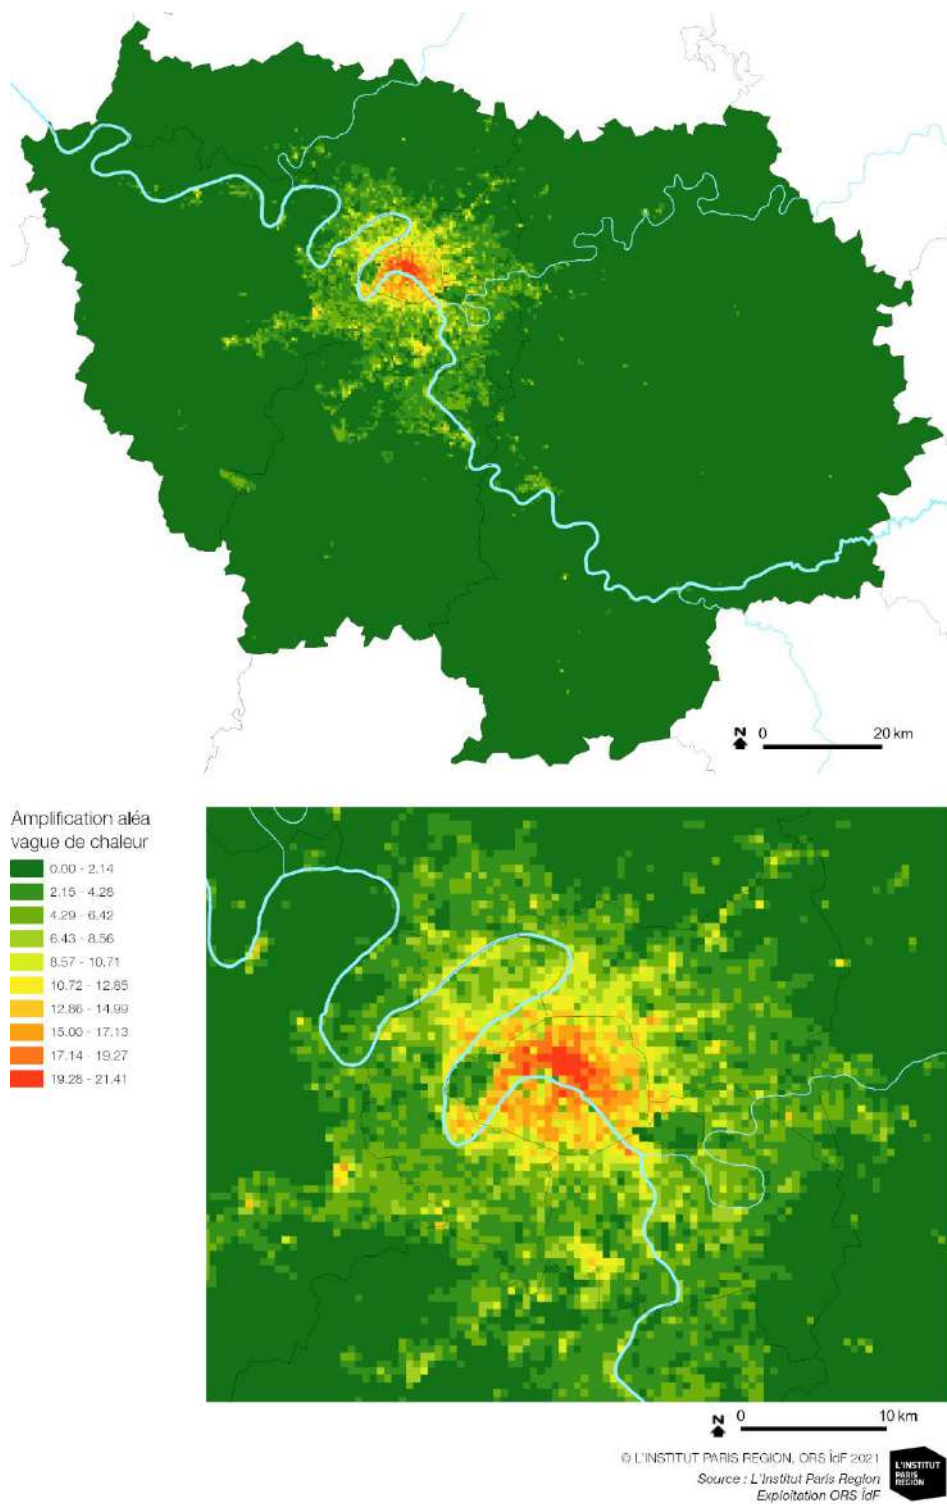 N 0 20 km
Amplification aléa
vague de chaleur
0.00 - 2.14
2.15 - 4.28
4.29 - 6.42
6.43 - 8.56
8.57 - 10.71
10.72 - 12.85
12.86 - 14.99
15.00 - 17.13
17.14 - 19.27
19.28 - 21.41
N 0 10 km
© L'INSTITUT PARIS REGION, ORS ÎdF 2021
Source : L'Institut Paris Region
Exploitation ORS ÎdF
L'INSTITUT
PARIS
REGION